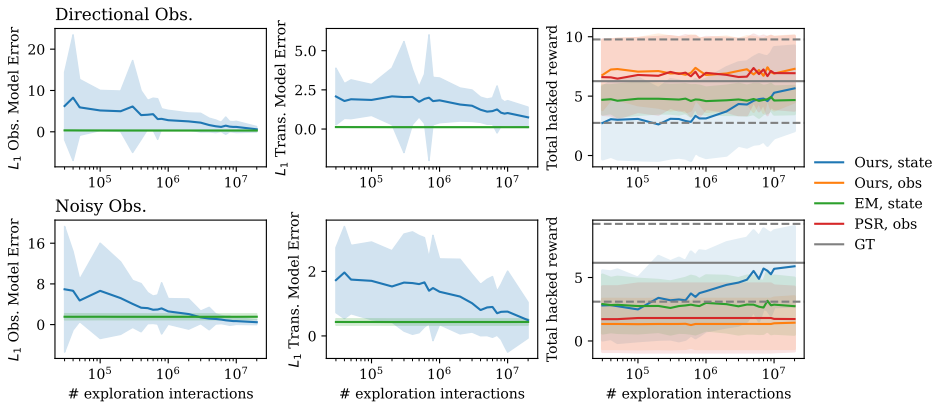 Directional Obs.
L1 Obs. Model Error
20
10
0
10^5
10^6
10^7
L1 Trans. Model Error
5.0
2.5
0.0
10^5
10^6
10^7
Total hacked reward
10
5
0
10^5
10^6
10^7
Ours, state
Ours, obs
EM, state
PSR, obs
GT
Noisy Obs.
L1 Obs. Model Error
16
8
0
10^5
10^6
10^7
# exploration interactions
L1 Trans. Model Error
2
0
10^5
10^6
10^7
# exploration interactions
Total hacked reward
5
0
10^5
10^6
10^7
# exploration interactions